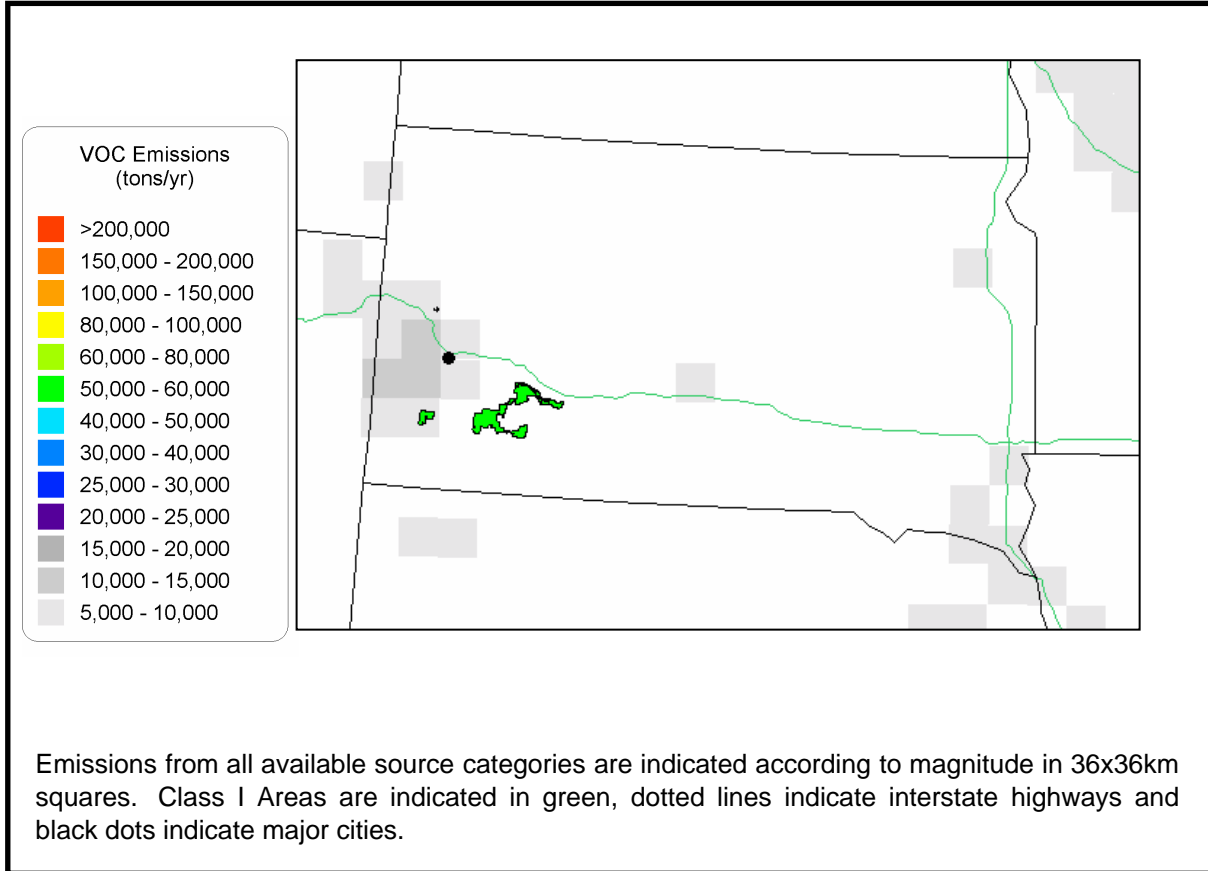 VOC Emissions
(tons/yr)
>200,000
150,000 - 200,000
100,000 - 150,000
80,000 - 100,000
60,000 - 80,000
50,000 - 60,000
40,000 - 50,000
30,000 - 40,000
25,000 - 30,000
20,000 - 25,000
15,000 - 20,000
10,000 - 15,000
5,000 - 10,000
Emissions from all available source categories are indicated according to magnitude in 36x36km
squares. Class I Areas are indicated in green, dotted lines indicate interstate highways and
black dots indicate major cities.